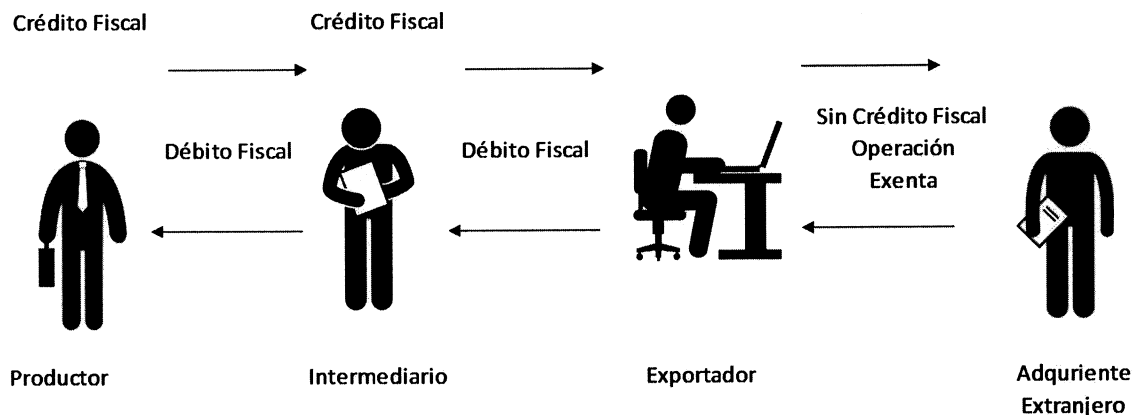 Crédito Fiscal
Crédito Fiscal
Débito Fiscal
Débito Fiscal
Sin Crédito Fiscal
Operación
Exenta
Productor
Intermediario
Exportador
Adquriente
Extranjero